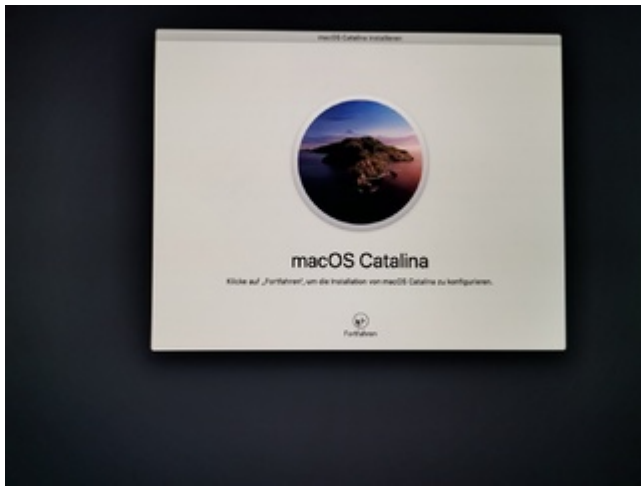 macOS Catalina installieren
macOS Catalina
Klicke auf „Fortfahren“, um die Installation von macOS Catalina zu konfigurieren.
Fortfahren